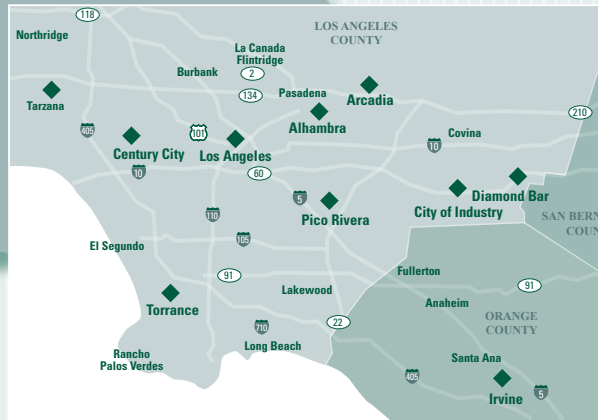 118
LOS ANGELES
COUNTY
Northridge
La Canada
Flintridge
Burbank
2
134
Pasadena
Arcadia
Tarzana
210
405
101
Alhambra
Covina
10
Century City
Los Angeles
10
60
Diamond Bar
City of Industry
5
110
Pico Rivera
SAN BERN
COUN
105
El Segundo
91
Fullerton
Lakewood
91
Anaheim
Torrance
ORANGE
COUNTY
710
22
Long Beach
Rancho
Palos Verdes
Santa Ana
405
Irvine
5